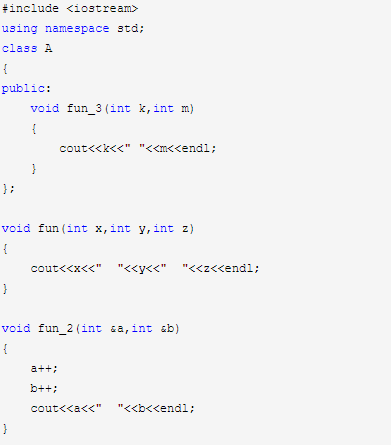 #include <iostream>
using namespace std;
class A
{
public:
    void fun_3(int k,int m)
    {
        cout<<k<<" "<<m<<endl;
    }
};

void fun(int x,int y,int z)
{
    cout<<x<<"  "<<y<<"  "<<z<<endl;
}

void fun_2(int &a,int &b)
{
    a++;
    b++;
    cout<<a<<"  "<<b<<endl;
}